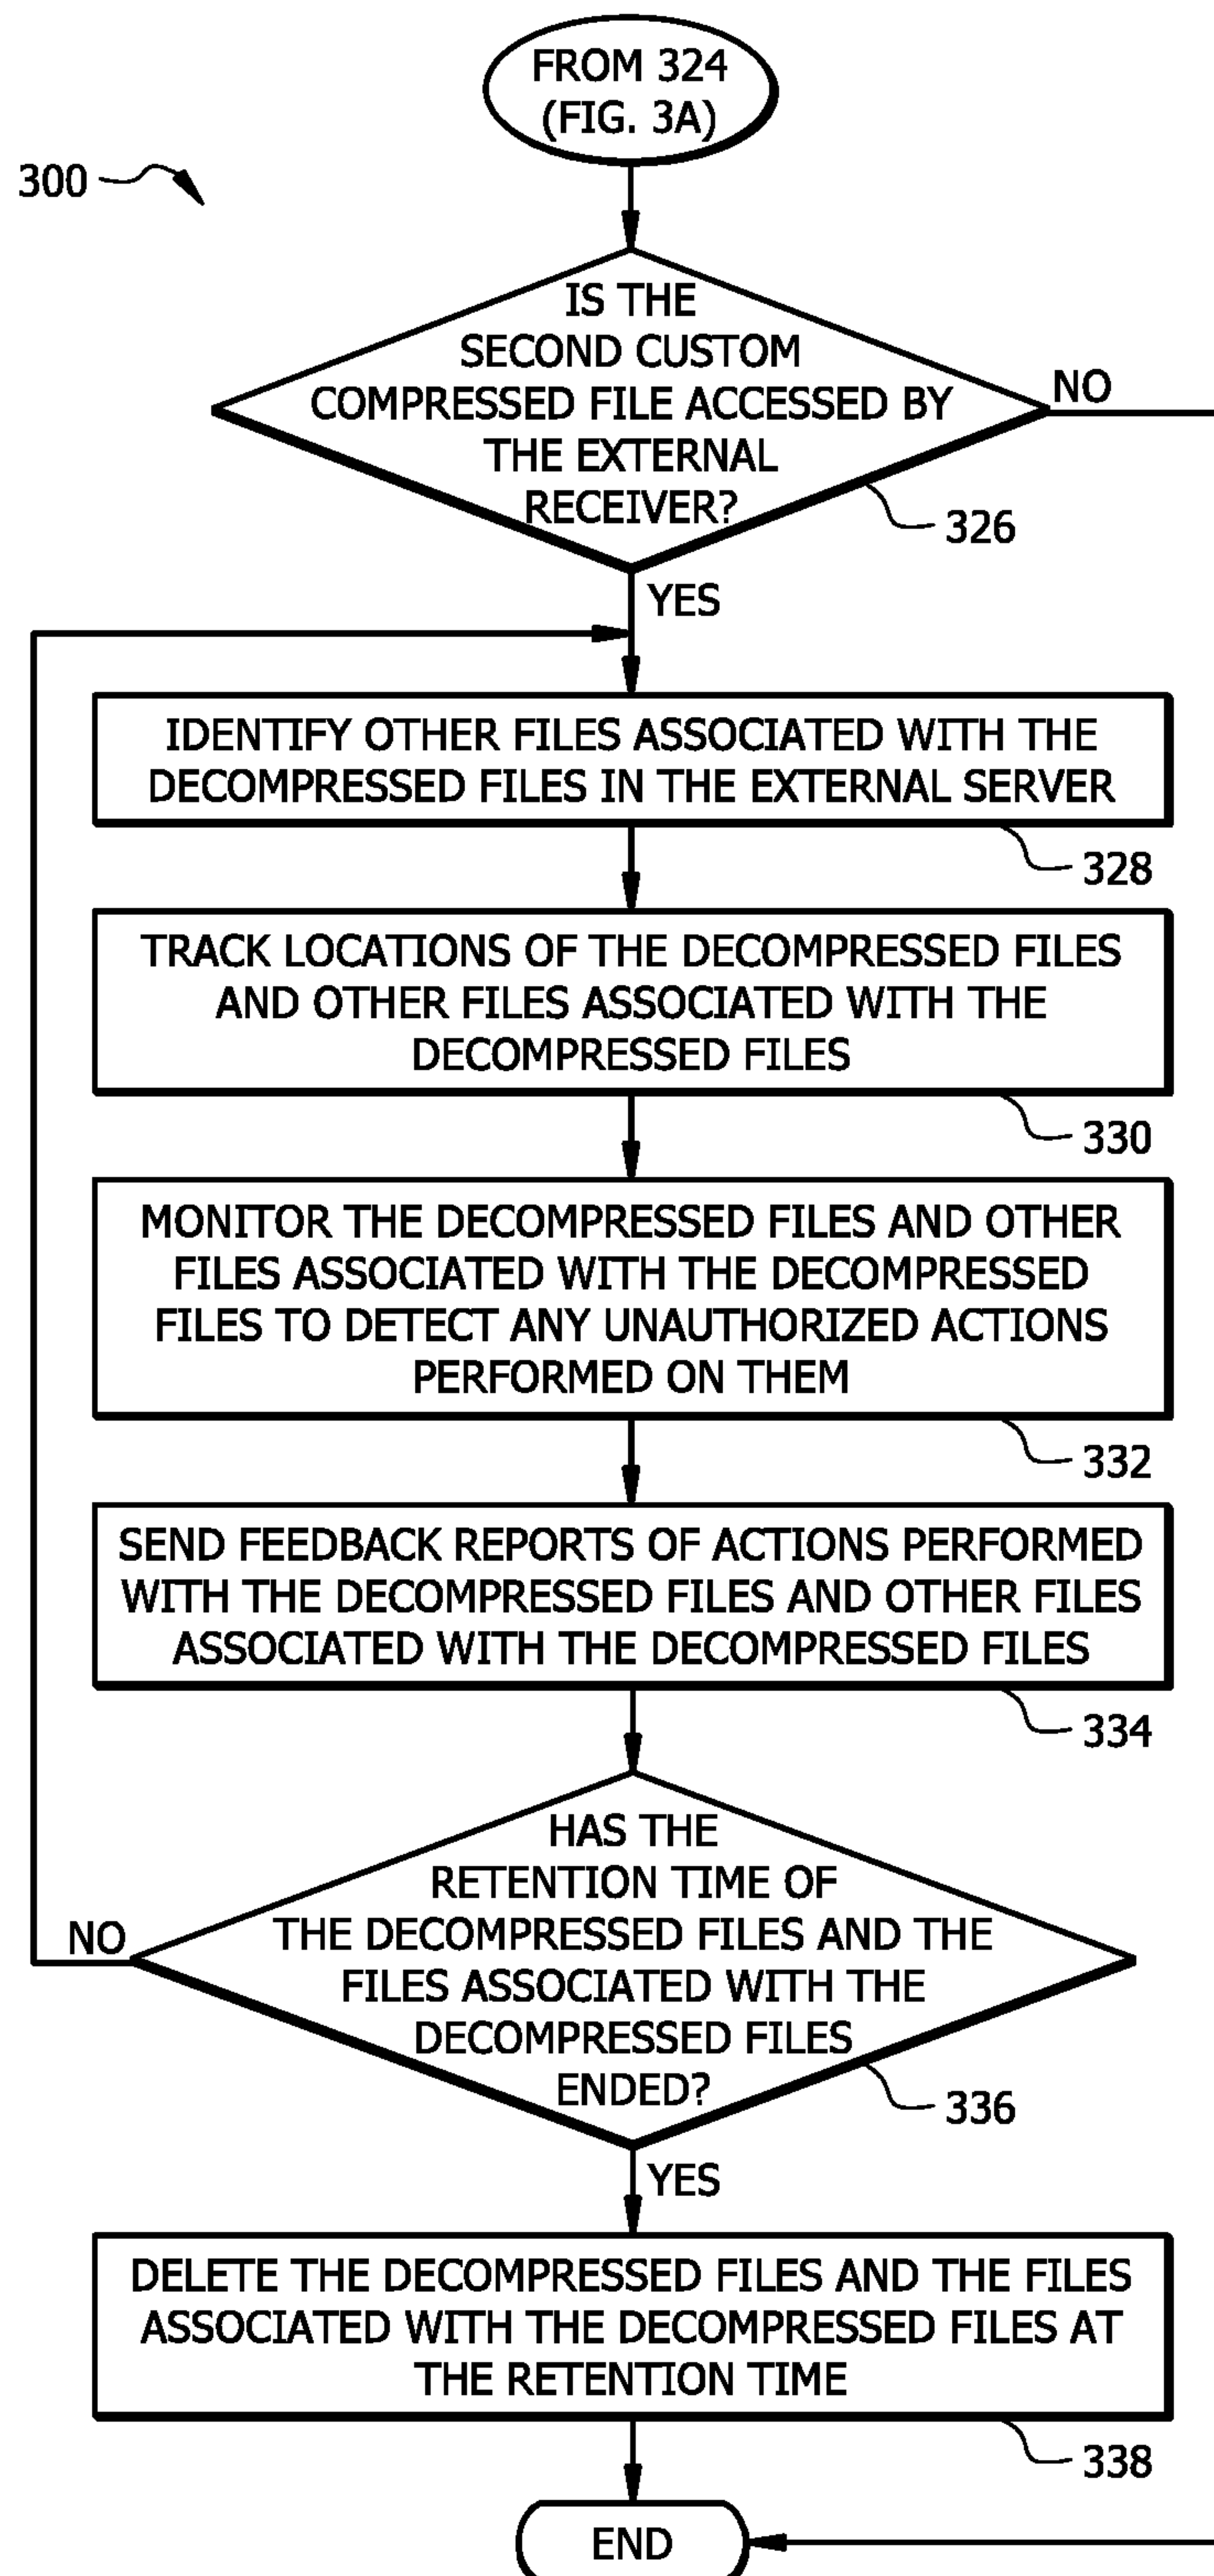 FROM 324
(FIG. 3A)
300
IS THE
SECOND CUSTOM
COMPRESSED FILE ACCESSED BY
THE EXTERNAL
RECEIVER?
NO
326
YES
IDENTIFY OTHER FILES ASSOCIATED WITH THE
DECOMPRESSED FILES IN THE EXTERNAL SERVER
328
TRACK LOCATIONS OF THE DECOMPRESSED FILES
AND OTHER FILES ASSOCIATED WITH THE
DECOMPRESSED FILES
330
MONITOR THE DECOMPRESSED FILES AND OTHER
FILES ASSOCIATED WITH THE DECOMPRESSED
FILES TO DETECT ANY UNAUTHORIZED ACTIONS
PERFORMED ON THEM
332
SEND FEEDBACK REPORTS OF ACTIONS PERFORMED
WITH THE DECOMPRESSED FILES AND OTHER FILES
ASSOCIATED WITH THE DECOMPRESSED FILES
334
HAS THE
RETENTION TIME OF
THE DECOMPRESSED FILES AND THE
FILES ASSOCIATED WITH THE
DECOMPRESSED FILES
ENDED?
NO
336
YES
DELETE THE DECOMPRESSED FILES AND THE FILES
ASSOCIATED WITH THE DECOMPRESSED FILES AT
THE RETENTION TIME
338
END